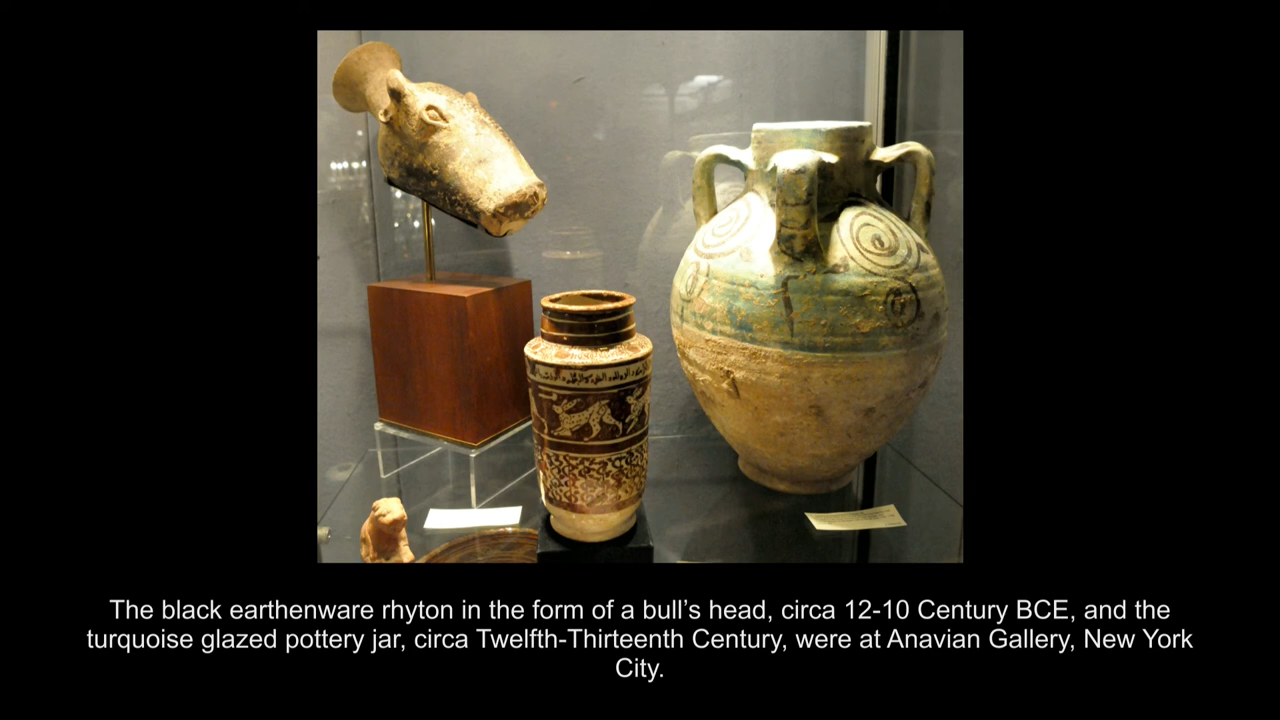 The black earthenware rhyton in the form of a bull’s head, circa 12-10 Century BCE, and the
turquoise glazed pottery jar, circa Twelfth-Thirteenth Century, were at Anavian Gallery, New York
City.